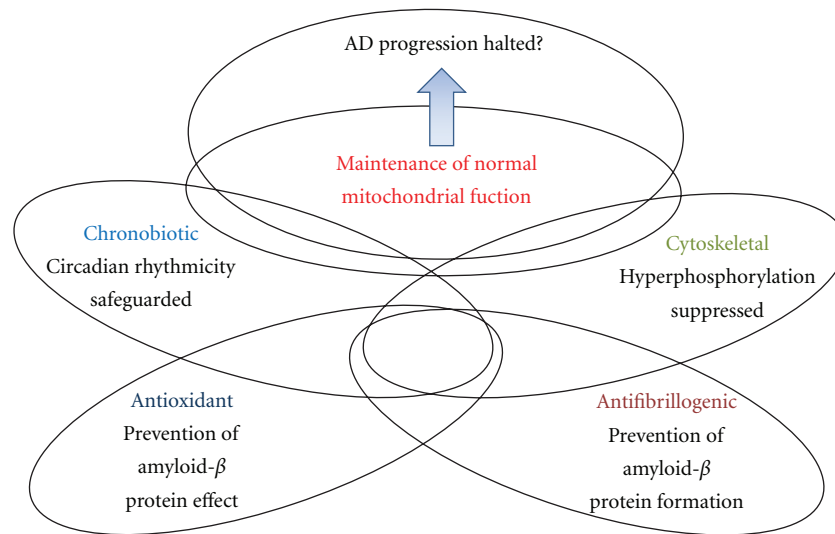 AD progression halted?
Maintenance of normal
mitochondrial fuction
Chronobiotic
Circadian rhythmicity
safeguarded
Cytoskeletal
Hyperphosphorylation
suppressed
Antioxidant
Prevention of
amyloid-β
protein effect
Antifibrillogenic
Prevention of
amyloid-β
protein formation